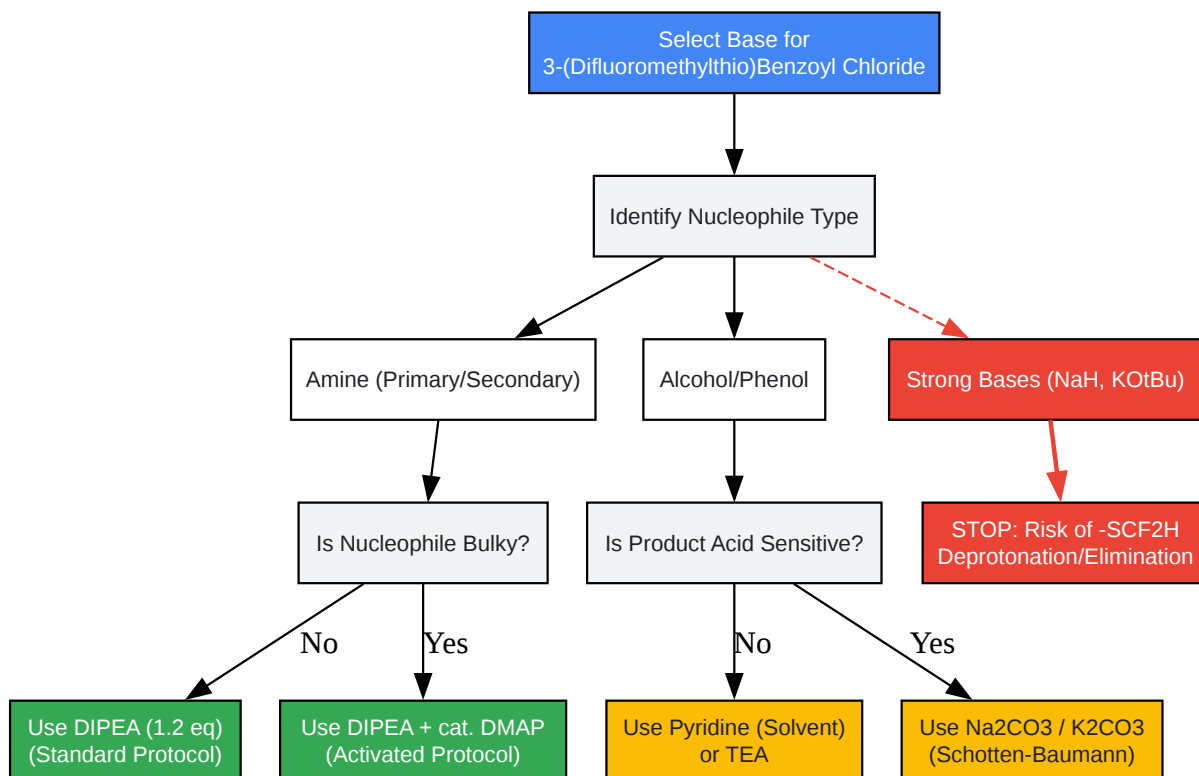 Select Base for
3-(Difluoromethylthio)Benzoyl Chloride
Identify Nucleophile Type
Amine (Primary/Secondary)
Alcohol/Phenol
Strong Bases (NaH, KOtBu)
Is Nucleophile Bulky?
Is Product Acid Sensitive?
STOP: Risk of -SCF2H
Deprotonation/Elimination
No
Yes
No
Yes
Use DIPEA (1.2 eq)
(Standard Protocol)
Use DIPEA + cat. DMAP
(Activated Protocol)
Use Pyridine (Solvent)
or TEA
Use Na2CO3 / K2CO3
(Schotten-Baumann)